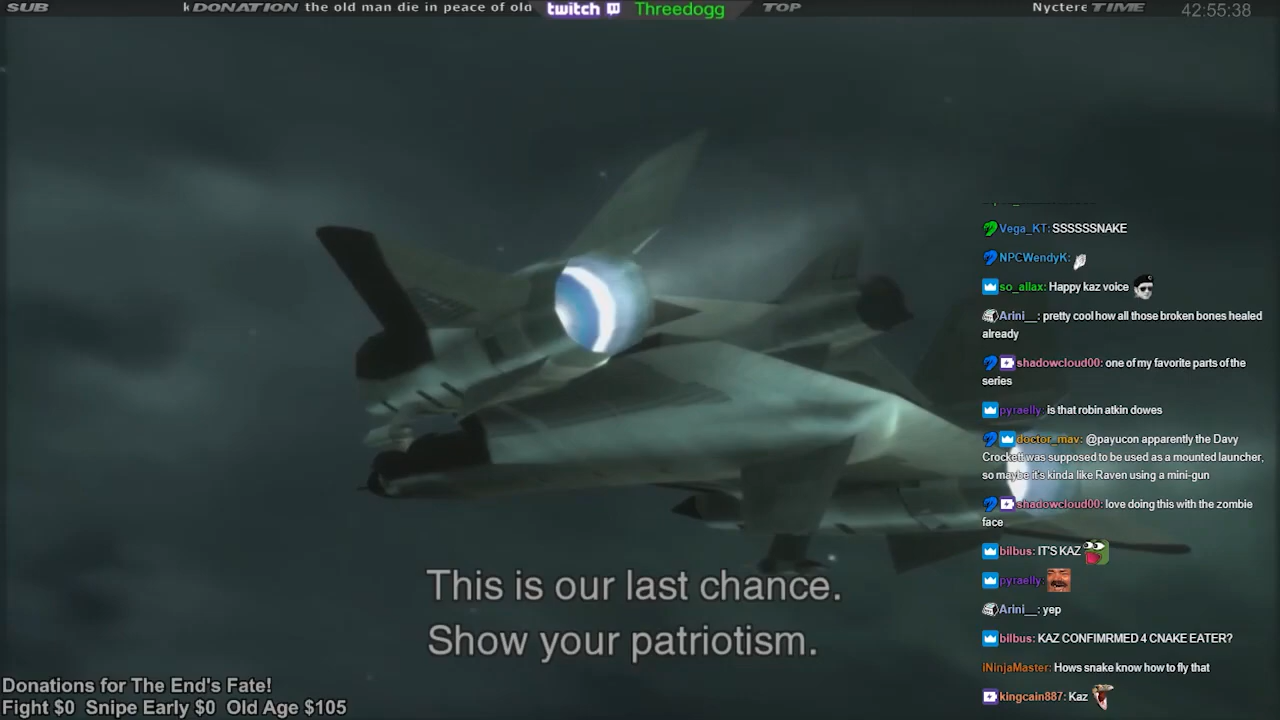 SUB
k DONATION the old man die in peace of old
twitch Threedogg
TOP
Nyctere TIME
42:55:38
Vega_KT: SSSSSSNAKE
NPCWendyK:
so_allax: Happy kaz voice
Arini__: pretty cool how all those broken bones healed
already
shadowcloud00: one of my favorite parts of the
series
pyraelly: is that robin atkin dowes
doctor_mav: @payucon apparently the Davy
Crockett was supposed to be used as a mounted launcher,
so maybe it's kinda like Raven using a mini-gun
shadowcloud00: love doing this with the zombie
face
bilbus: IT'S KAZ
pyraelly:
Arini__: yep
bilbus: KAZ CONFIMRMED 4 CNAKE EATER?
iNinjaMaster: Hows snake know how to fly that
kingcain887: Kaz
This is our last chance.
Show your patriotism.
Donations for The End's Fate!
Fight $0 Snipe Early $0 Old Age $105